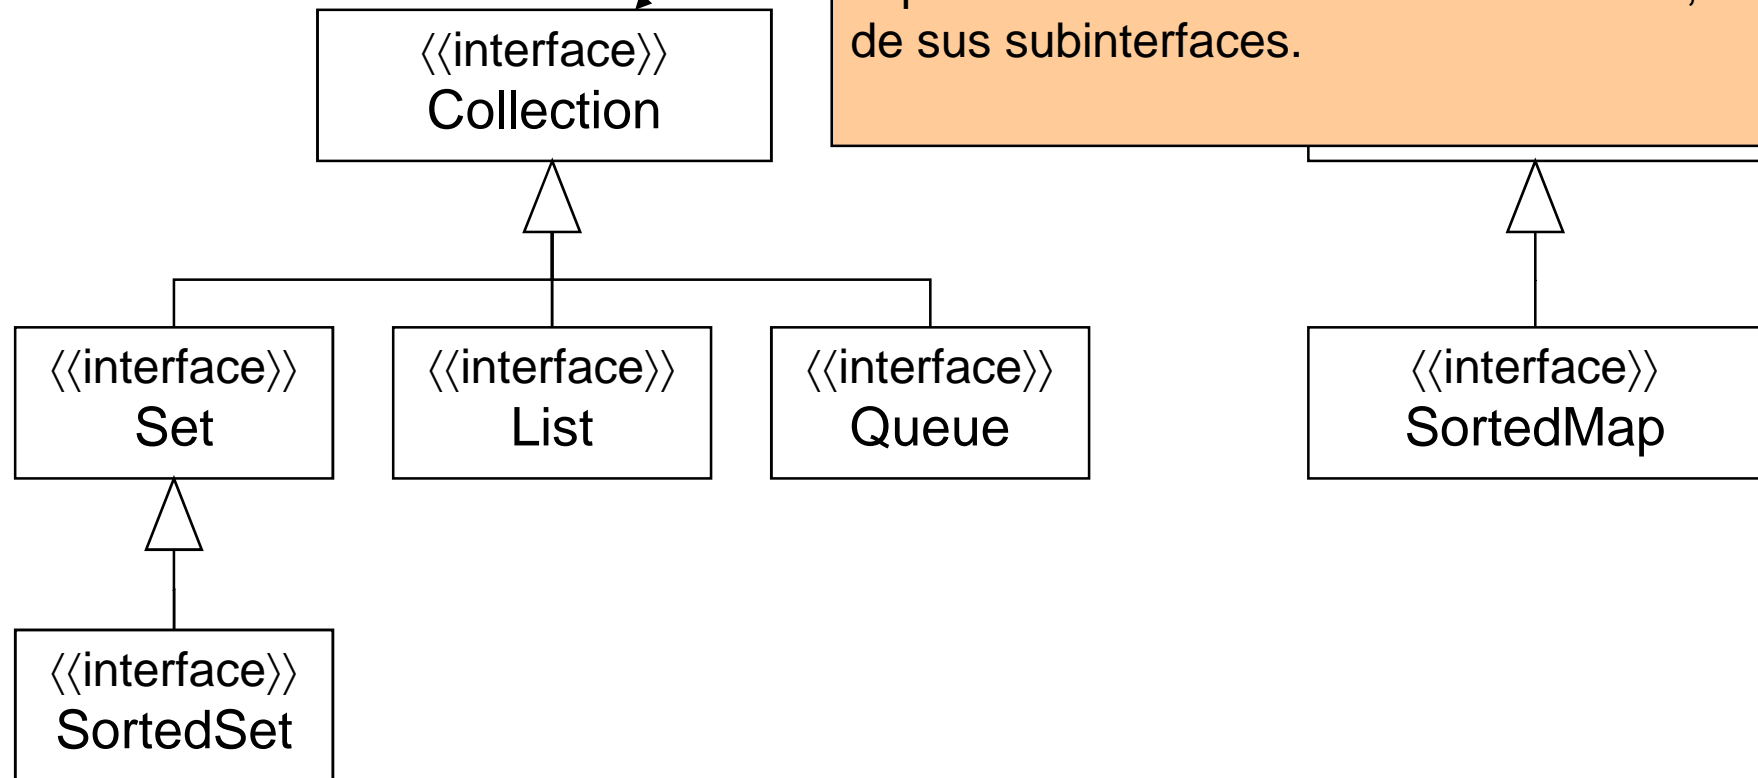 de sus subinterfaces.
⟨⟨interface⟩⟩
Collection
⟨⟨interface⟩⟩
Set
⟨⟨interface⟩⟩
List
⟨⟨interface⟩⟩
Queue
⟨⟨interface⟩⟩
SortedMap
⟨⟨interface⟩⟩
SortedSet